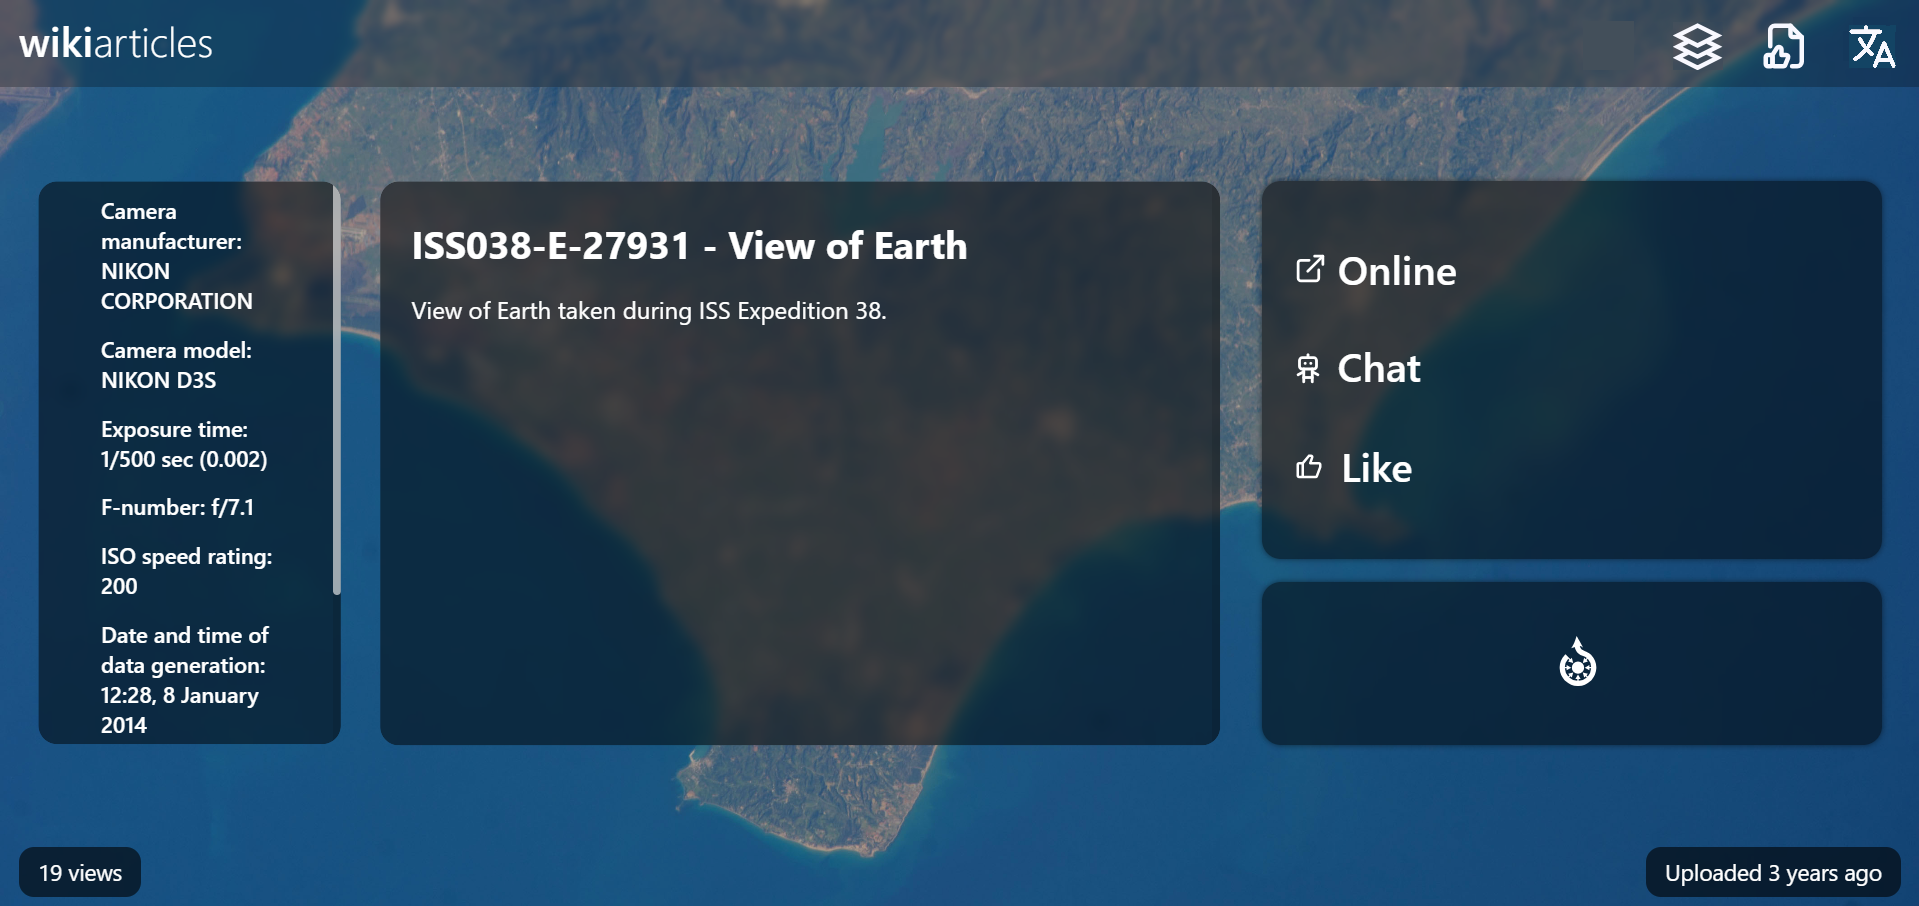 wikiarticles
Camera
manufacturer:
NIKON
CORPORATION
Camera model:
NIKON D3S
Exposure time:
1/500 sec (0.002)
F-number: f/7.1
ISO speed rating:
200
Date and time of
data generation:
12:28, 8 January
2014
ISS038-E-27931 - View of Earth
View of Earth taken during ISS Expedition 38.
Online
Chat
Like
19 views
Uploaded 3 years ago